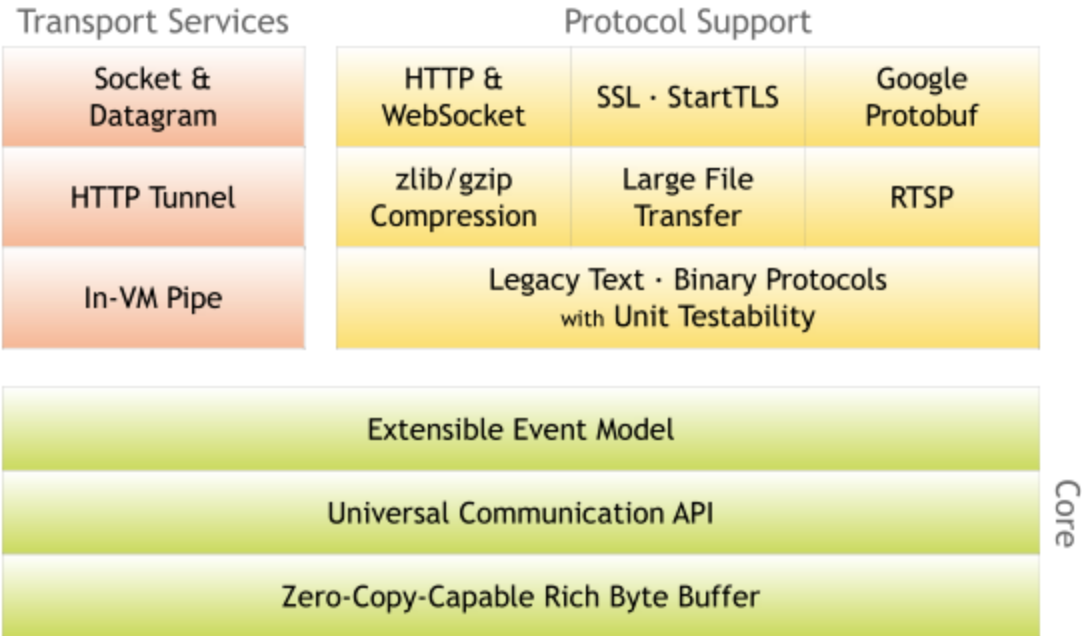 Transport Services
Protocol Support
Socket &
Datagram
HTTP &
WebSocket
SSL · StartTLS
Google
Protobuf
HTTP Tunnel
zlib/gzip
Compression
Large File
Transfer
RTSP
In-VM Pipe
Legacy Text · Binary Protocols
with Unit Testability
Extensible Event Model
Universal Communication API
Zero-Copy-Capable Rich Byte Buffer
Core